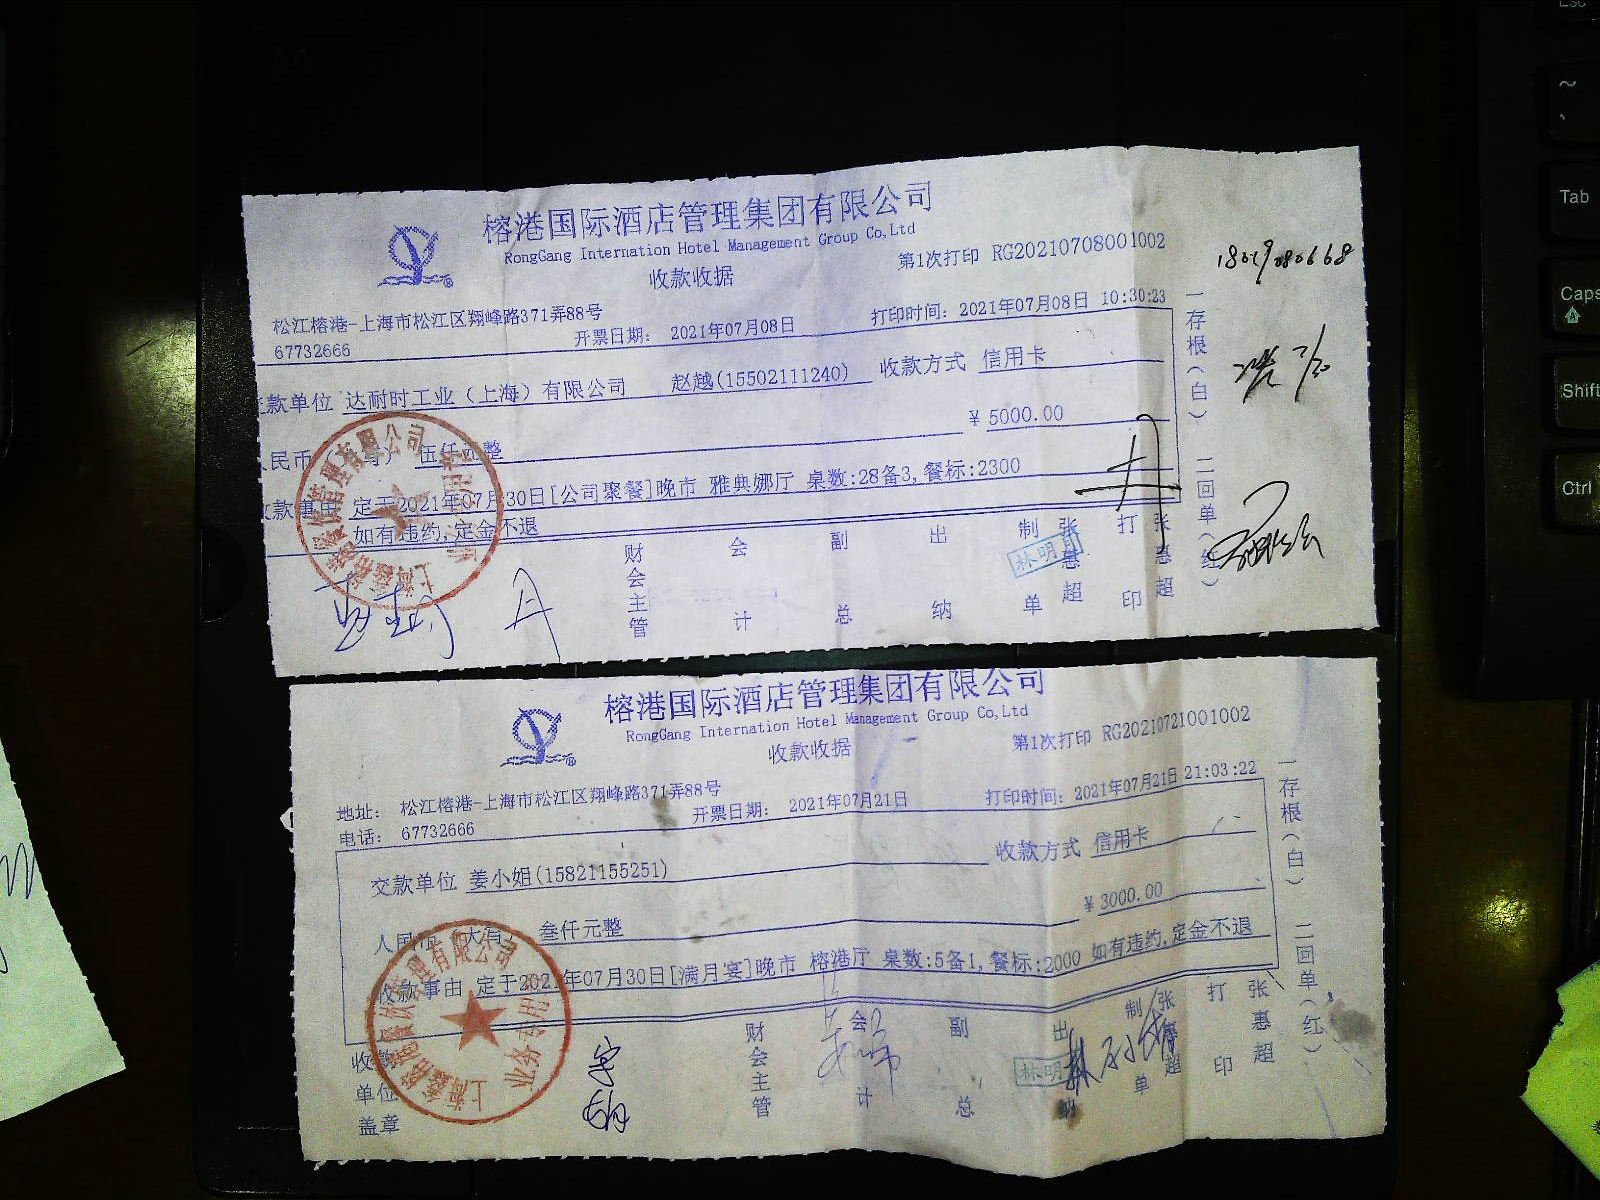 榕港国际酒店管理集团有限公司
RongGang Internation Hotel Management Group Co,Ltd
收款收据
第1次打印 RG20210708001002
18019080668
松江榕港-上海市松江区翔峰路371弄88号
67732666
开票日期: 2021年07月08日
打印时间: 2021年07月08日 10:30:23
款单位 达耐时工业（上海）有限公司 赵越(15502111240) 收款方式 信用卡
民币 伍仟元整 ¥ 5000.00
款事由 定于2021年07月30日[公司聚餐]晚市 雅典娜厅 桌数:28备3,餐标:2300
如有违约,定金不退
财会主管 会计 副总 出纳 制单 张惠超 打印 张惠超
林明
一存根(白) 二回单(红)
榕港国际酒店管理集团有限公司
RongGang Internation Hotel Management Group Co,Ltd
收款收据
第1次打印 RG20210721001002
地址: 松江榕港-上海市松江区翔峰路371弄88号
电话: 67732666
开票日期: 2021年07月21日
打印时间: 2021年07月21日 21:03:22
交款单位 姜小姐(15821155251) 收款方式 信用卡
人民币(大写) 叁仟元整 ¥ 3000.00
收款事由 定于2021年07月30日[满月宴]晚市 榕港厅 桌数:5备1,餐标:2000 如有违约,定金不退
收款单位盖章
财会主管 会计 副总 出纳 制单 张惠超 打印 张惠超
林明
一存根(白) 二回单(红)
Esc
Tab
Caps
Shift
Ctrl